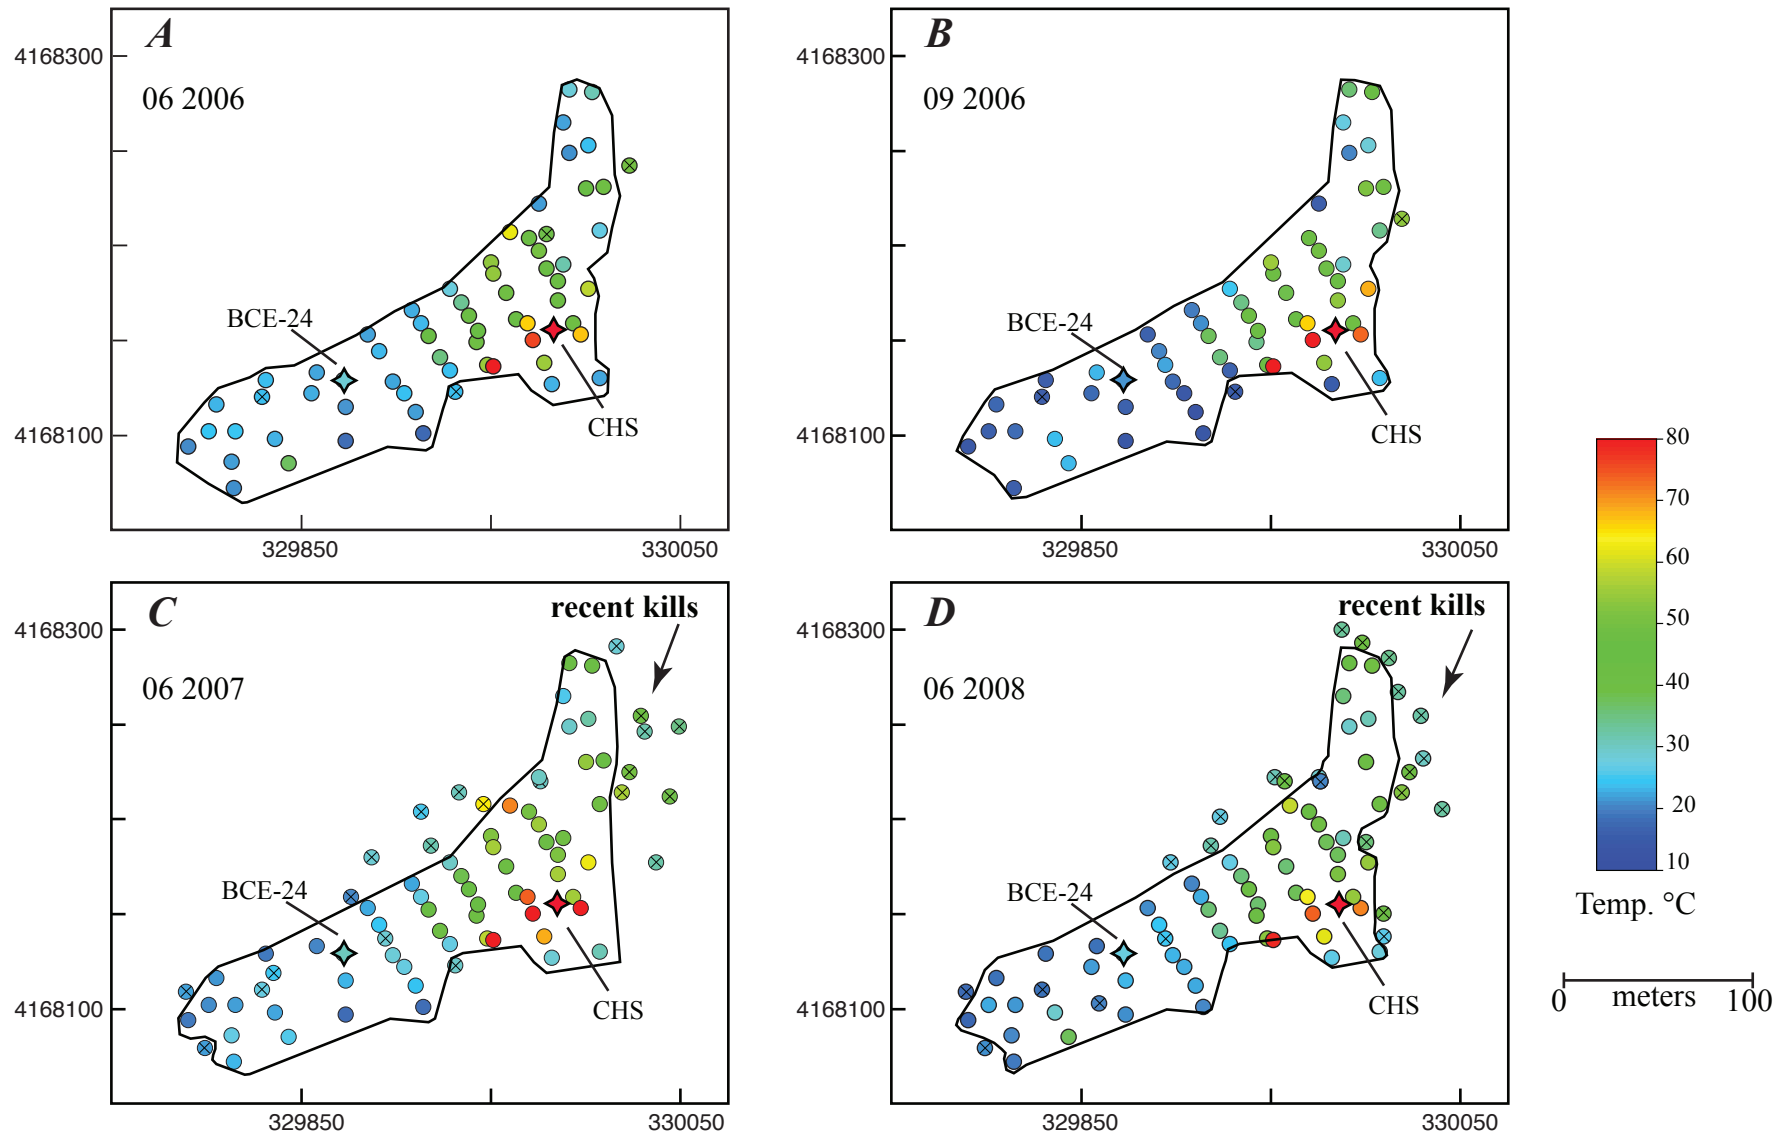 A
06 2006
4168300
4168100
BCE-24
CHS
329850
330050
B
09 2006
4168300
4168100
BCE-24
CHS
329850
330050
C
recent kills
06 2007
4168300
4168100
BCE-24
CHS
329850
330050
D
recent kills
06 2008
4168300
4168100
BCE-24
CHS
329850
330050
80
70
60
50
40
30
20
10
Temp. °C
0 meters 100